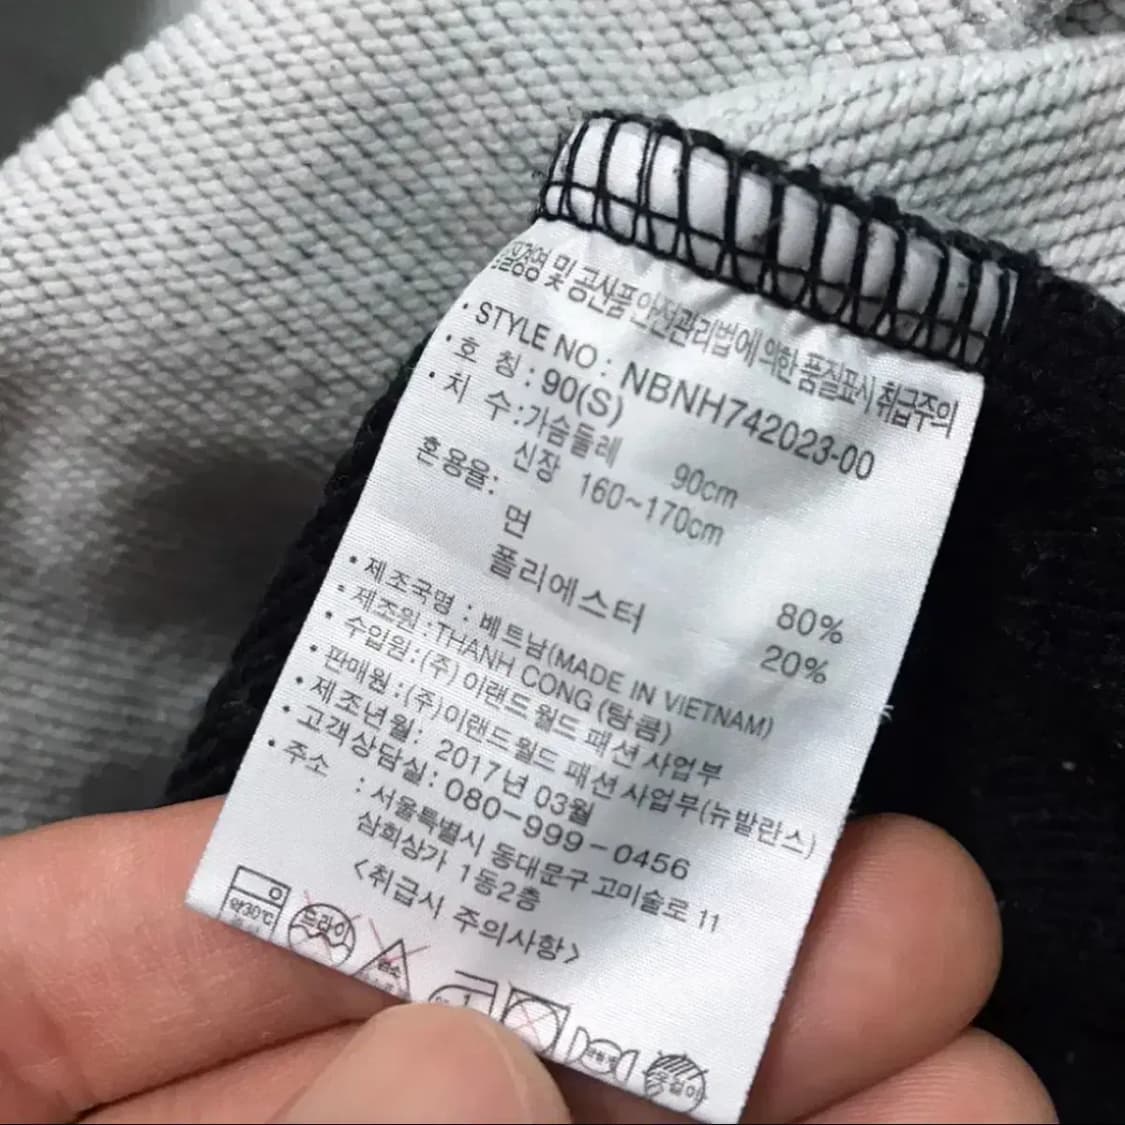 및 공산품 안전관리법에 의한 품질표시 취급주의
· STYLE NO : NBNH742023-00
· 호 칭 : 90(S)
· 치 수 : 가슴둘레 90cm
신장 160~170cm
혼용율:
면 80%
폴리에스터 20%
· 제조국명 : 베트남(MADE IN VIETNAM)
· 제조원 : THANH CONG (탐콤)
· 수입원 : (주) 이랜드월드 패션 사업부
· 판매원 : (주)이랜드월드 패션 사업부(뉴발란스)
· 제조년월 : 2017년 03월
· 고객상담실 : 080-999-0456
· 주소 : 서울특별시 동대문구 고미술로 11
삼희상가 1동2층
<취급시 주의사항>
약30℃
드라이
옷걸이